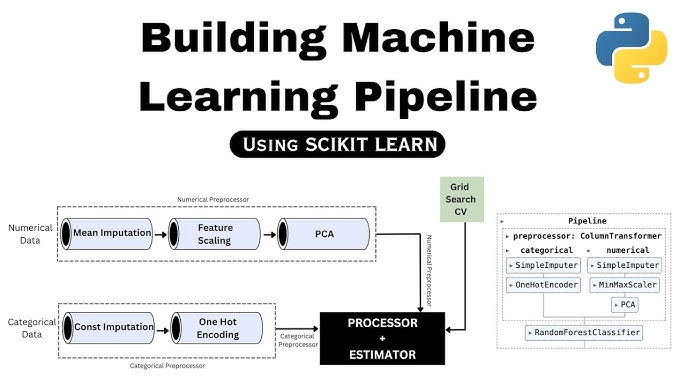 Building Machine
Learning Pipeline
Using SCIKIT LEARN
Numerical Preprocessor
Numerical
Data
Mean Imputation
Feature
Scaling
PCA
Numerical Preprocessor
Grid
Search
CV
Categorical
Data
Const Imputation
One Hot
Encoding
Categorical
Preprocessor
Categorical Preprocessor
PROCESSOR
+
ESTIMATOR
Pipeline
preprocessor: ColumnTransformer
categorical
numerical
SimpleImputer
SimpleImputer
OneHotEncoder
MinMaxScaler
PCA
RandomForestClassifier